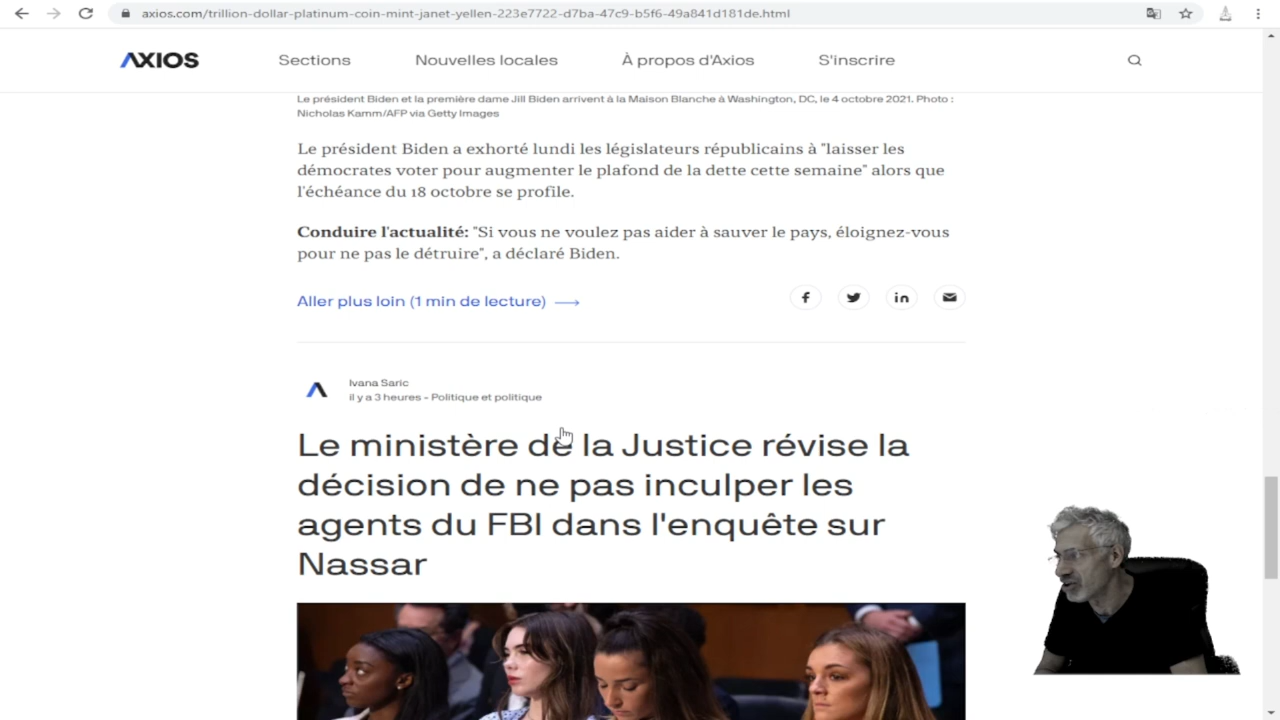 axios.com/trillion-dollar-platinum-coin-mint-janet-yellen-223e7722-d7ba-47c9-b5f6-49a841d181de.html
AXIOS
Sections
Nouvelles locales
À propos d'Axios
S'inscrire
Le président Biden et la première dame Jill Biden arrivent à la Maison Blanche à Washington, DC, le 4 octobre 2021. Photo :
Nicholas Kamm/AFP via Getty Images
Le président Biden a exhorté lundi les législateurs républicains à "laisser les
démocrates voter pour augmenter le plafond de la dette cette semaine" alors que
l'échéance du 18 octobre se profile.
Conduire l'actualité: "Si vous ne voulez pas aider à sauver le pays, éloignez-vous
pour ne pas le détruire", a déclaré Biden.
Aller plus loin (1 min de lecture)
Ivana Saric
il y a 3 heures - Politique et politique
Le ministère de la Justice révise la
décision de ne pas inculper les
agents du FBI dans l'enquête sur
Nassar